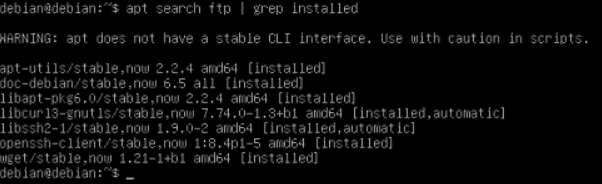 debian@debian:~$ apt search ftp | grep installed
WARNING: apt does not have a stable CLI interface. Use with caution in scripts.
apt-utils/stable,now 2.2.4 amd64 [installed]
doc-debian/stable,now 6.5 all [installed]
libapt-pkg6.0/stable,now 2.2.4 amd64 [installed]
libcurl3-gnutls/stable,now 7.74.0-1.3+b1 amd64 [installed,automatic]
libssh2-1/stable,now 1.9.0-2 amd64 [installed,automatic]
openssh-client/stable,now 1:8.4p1-5 amd64 [installed]
wget/stable,now 1.21-1+b1 amd64 [installed]
debian@debian:~$ _